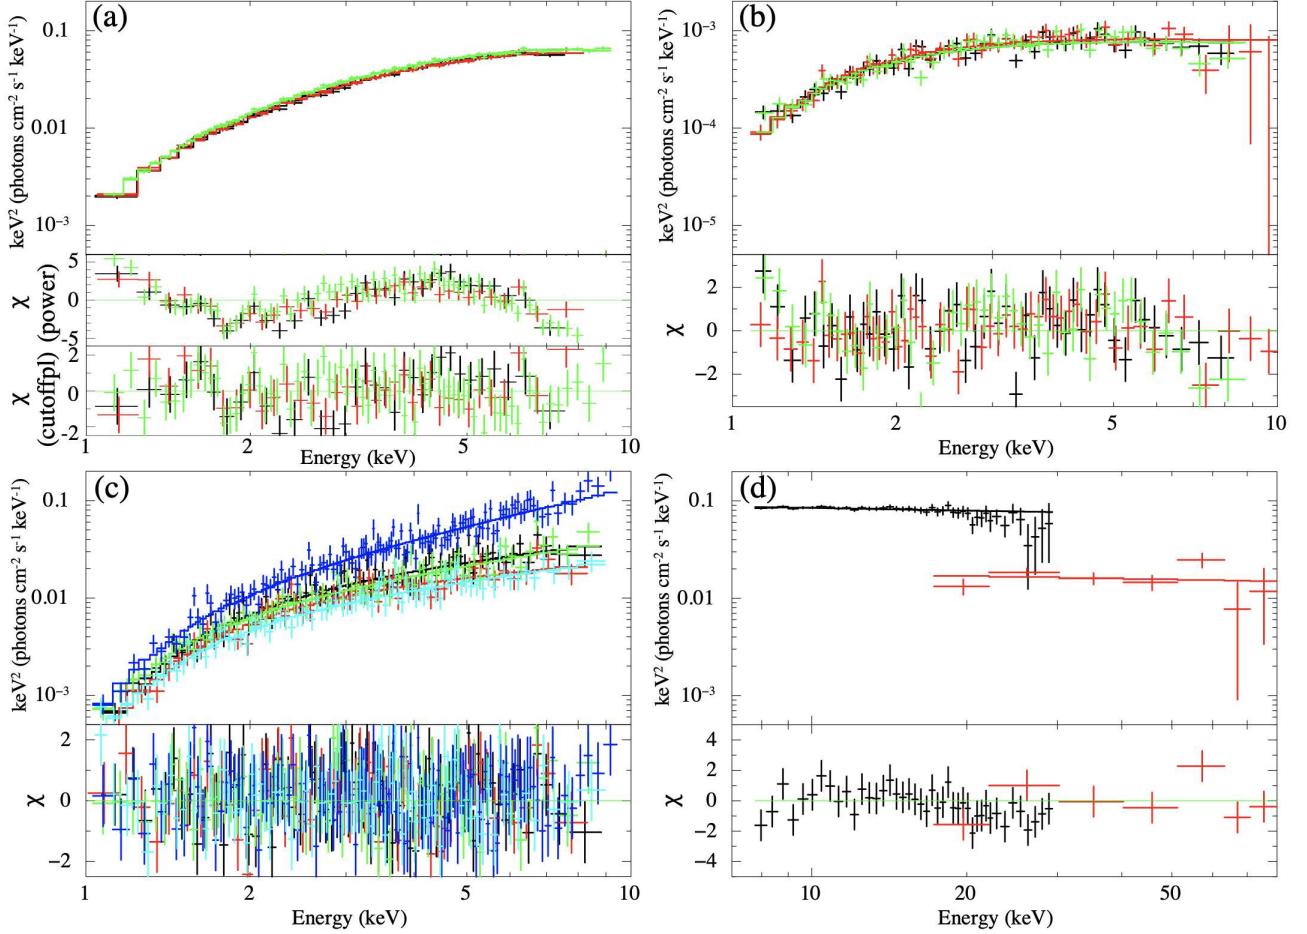 (a)
keV² (photons cm⁻² s⁻¹ keV⁻¹)
0.1
0.01
10⁻³
χ
(power)
5
0
-5
χ
(cutoffpl)
2
0
-2
1 2 5 10
Energy (keV)
(b)
keV² (photons cm⁻² s⁻¹ keV⁻¹)
10⁻³
10⁻⁴
10⁻⁵
χ
2
0
−2
1 2 5 10
Energy (keV)
(c)
keV² (photons cm⁻² s⁻¹ keV⁻¹)
0.1
0.01
10⁻³
χ
2
0
−2
1 2 5 10
Energy (keV)
(d)
keV² (photons cm⁻² s⁻¹ keV⁻¹)
0.1
0.01
10⁻³
χ
4
2
0
−2
−4
10 20 50
Energy (keV)